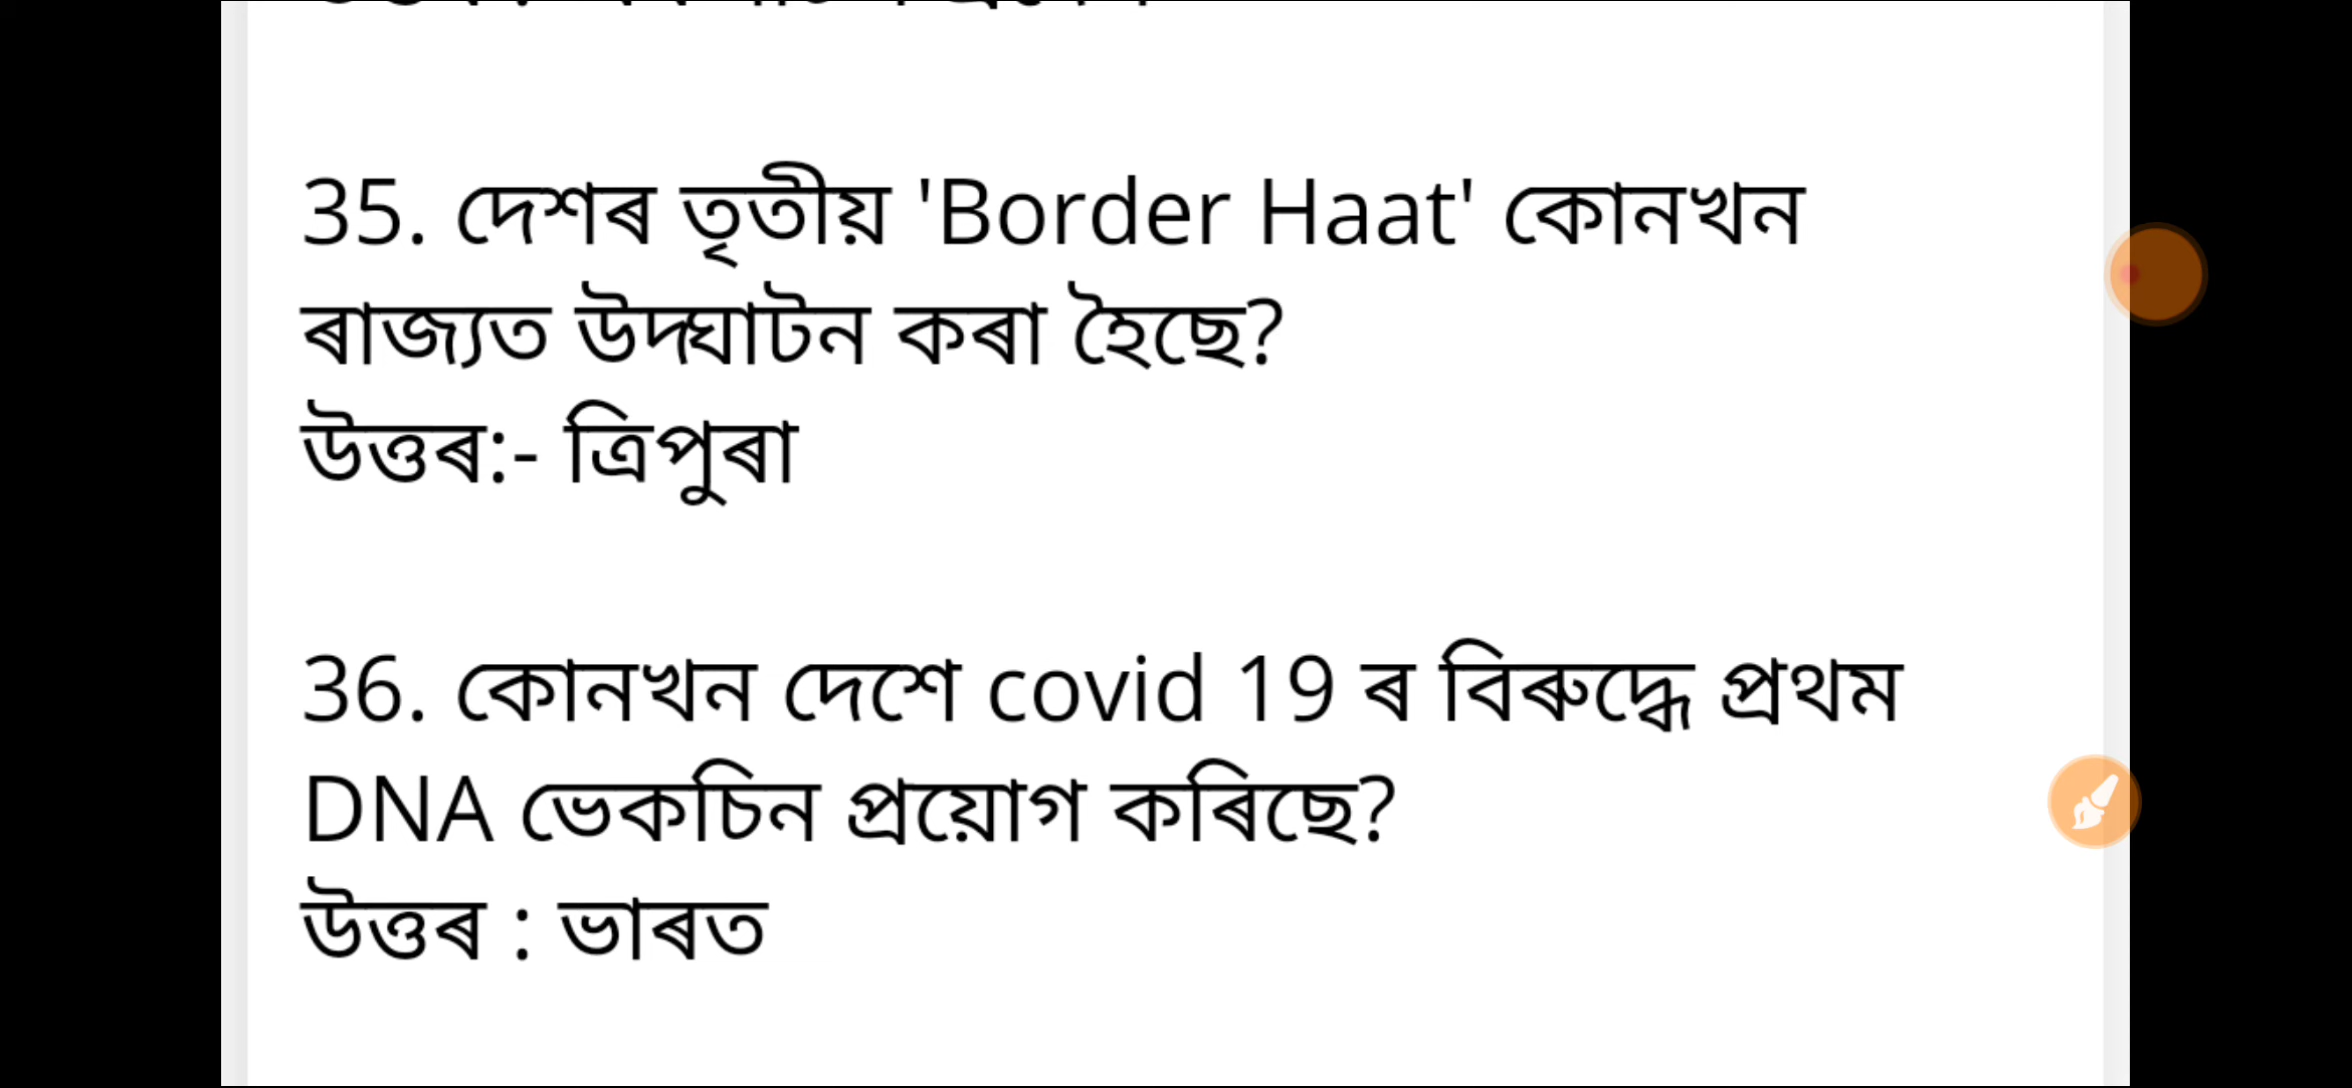 35. দেশৰ তৃতীয় 'Border Haat' কোনখন
ৰাজ্যত উদ্ঘাটন কৰা হৈছে?
উত্তৰ:- ত্ৰিপুৰা
36. কোনখন দেশে covid 19 ৰ বিৰুদ্ধে প্ৰথম
DNA ভেকচিন প্ৰয়োগ কৰিছে?
উত্তৰ : ভাৰত